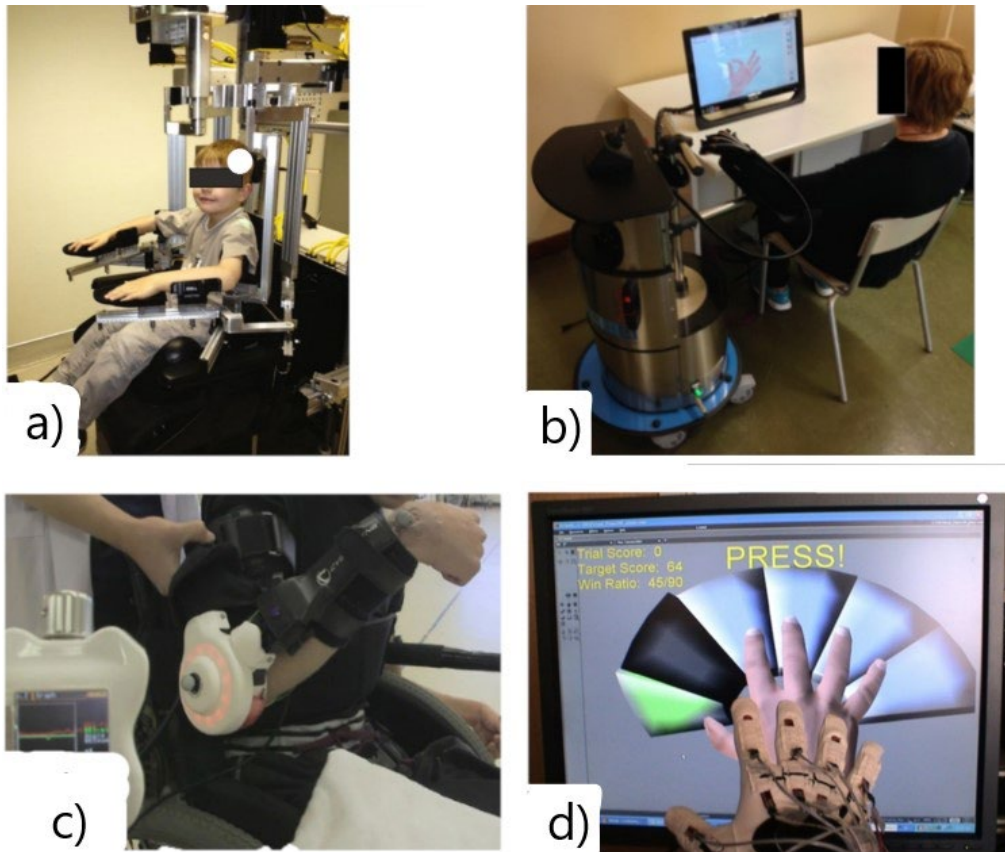 a)
b)
c)
Trial Score: 0
Target Score: 64
Win Ratio: 45/90
PRESS!
d)